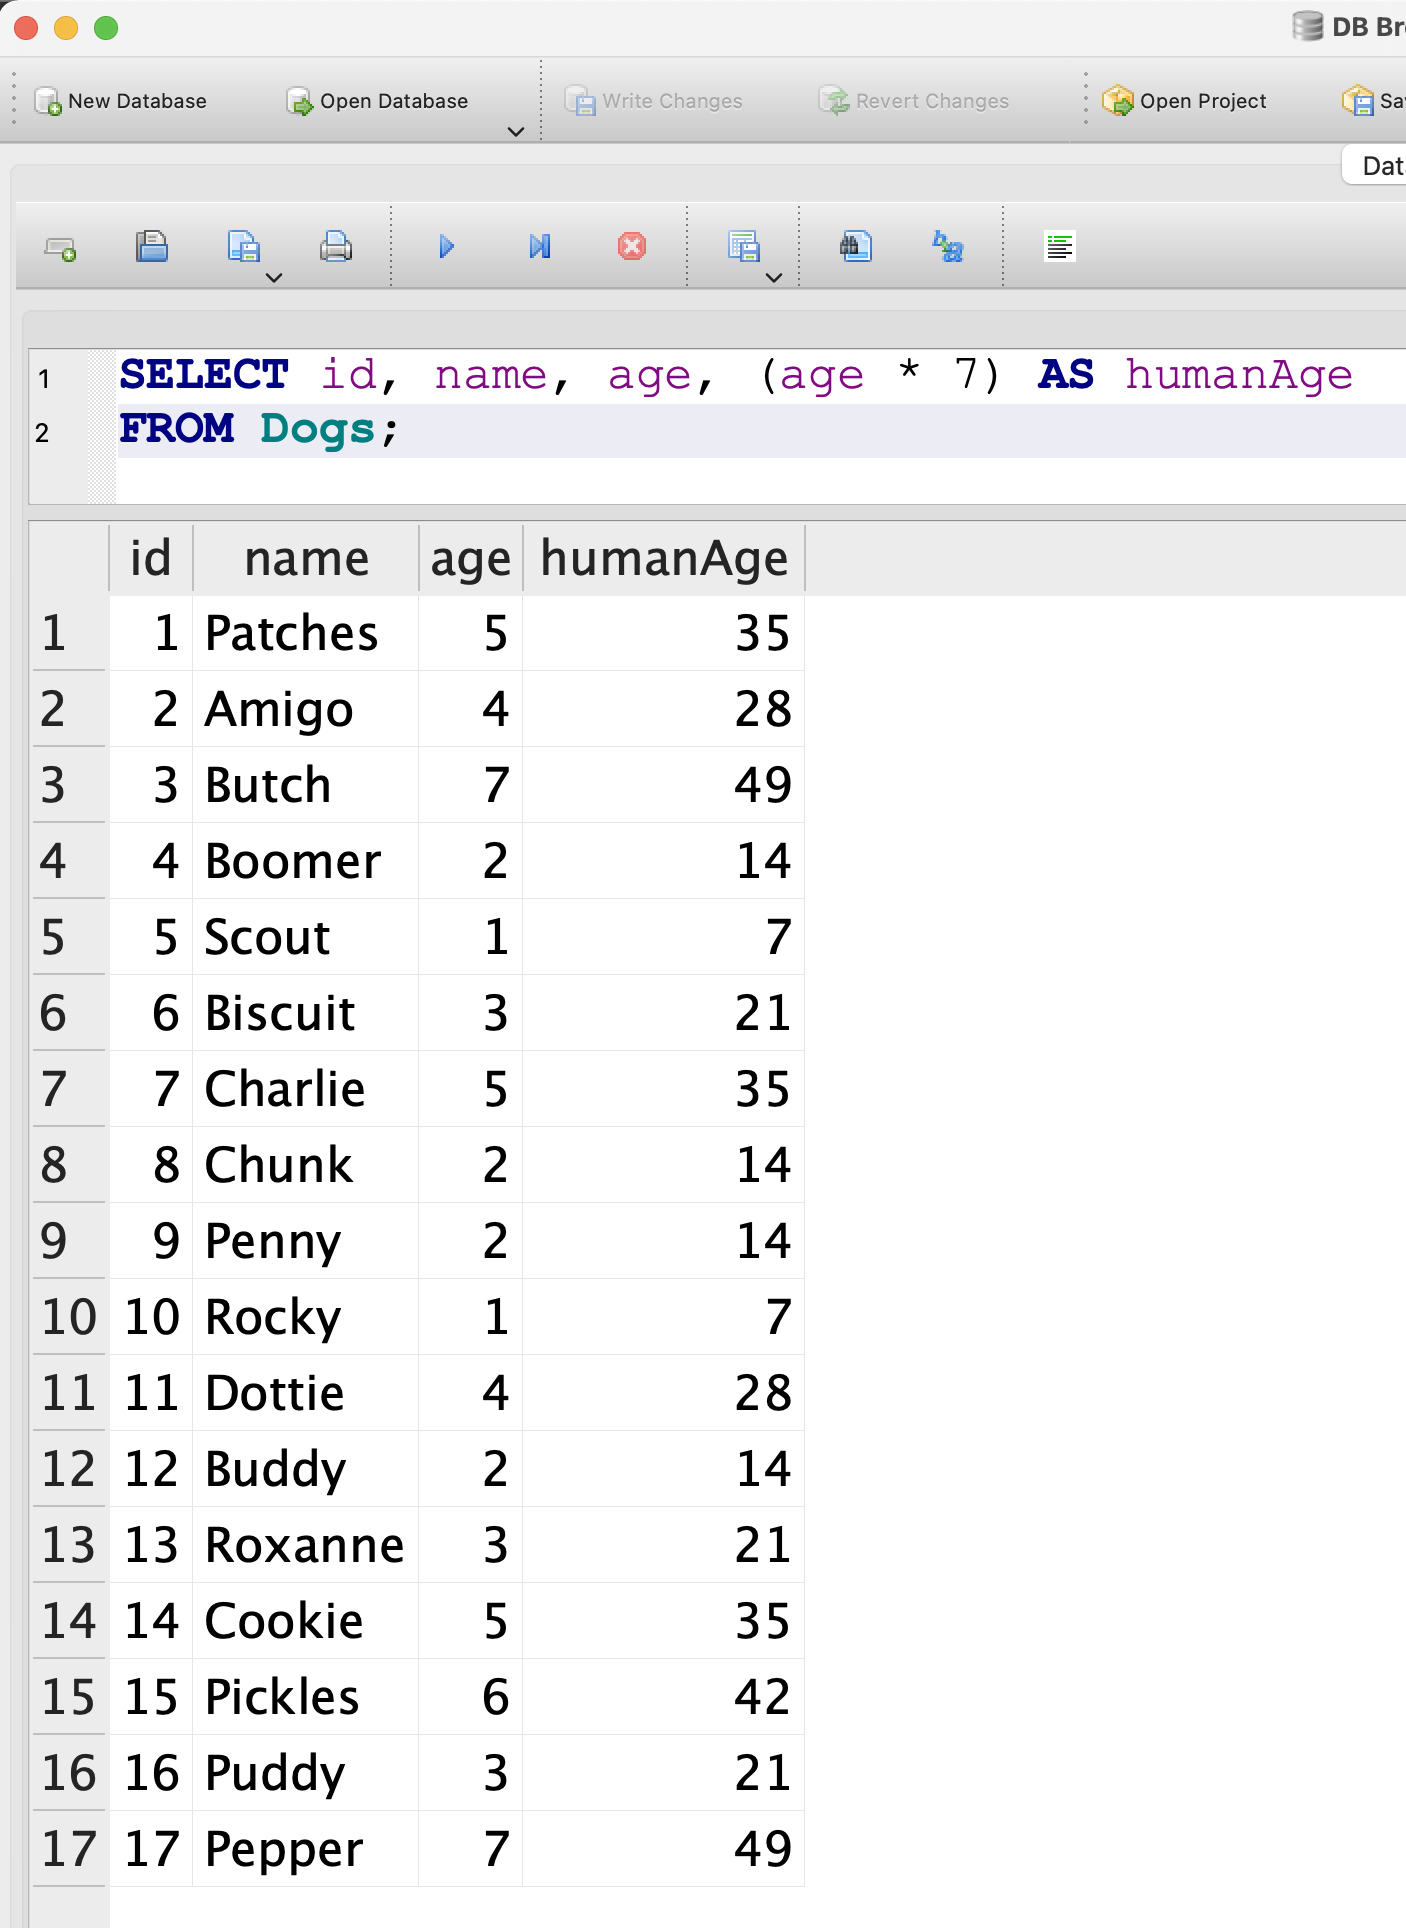 DB Br
New Database Open Database Write Changes Revert Changes Open Project Sa
Dat
1 SELECT id, name, age, (age * 7) AS humanAge
2 FROM Dogs;
id name age humanAge
1 1 Patches 5 35
2 2 Amigo 4 28
3 3 Butch 7 49
4 4 Boomer 2 14
5 5 Scout 1 7
6 6 Biscuit 3 21
7 7 Charlie 5 35
8 8 Chunk 2 14
9 9 Penny 2 14
10 10 Rocky 1 7
11 11 Dottie 4 28
12 12 Buddy 2 14
13 13 Roxanne 3 21
14 14 Cookie 5 35
15 15 Pickles 6 42
16 16 Puddy 3 21
17 17 Pepper 7 49